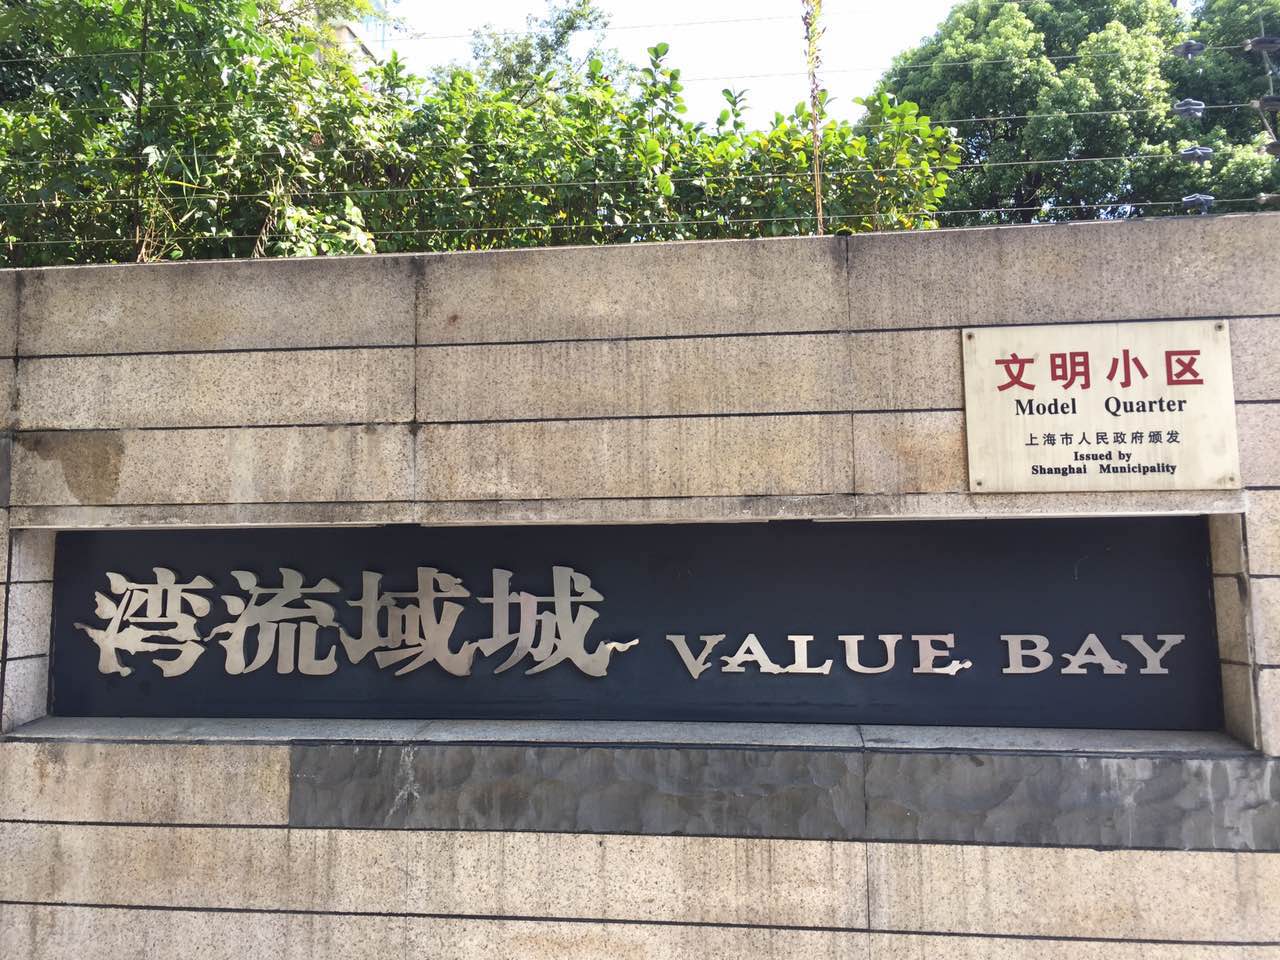 文明小区
Model Quarter
上海市人民政府颁发
Issued by
Shanghai Municipality
湾流域城 VALUE BAY